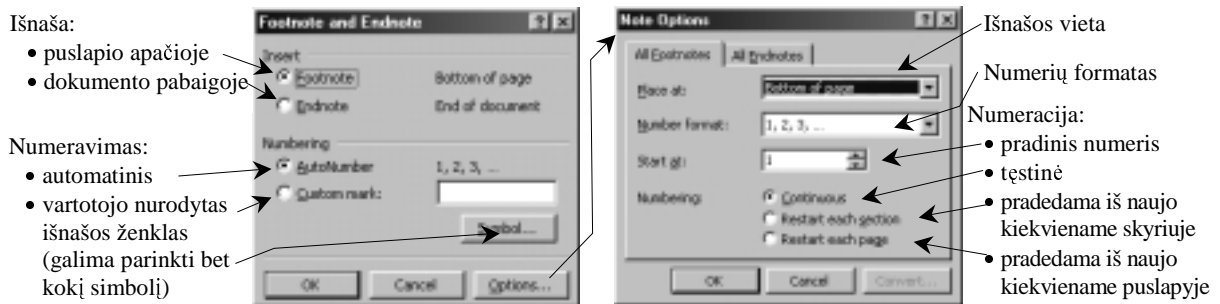 Išnaša:
• puslapio apačioje
• dokumento pabaigoje
Numeravimas:
• automatinis
• vartotojo nurodytas
išnašos ženklas
(galima parinkti bet
kokį simbolį)
Footnote and Endnote
Insert
Footnote Bottom of page
Endnote End of document
Numbering
AutoNumber 1, 2, 3, ...
Custom mark:
Symbol...
OK Cancel Options...
Note Options
All Footnotes All Endnotes
Place at: Bottom of page
Number format: 1, 2, 3, ...
Start at: 1
Numbering: Continuous
Restart each section
Restart each page
OK Cancel Convert...
Išnašos vieta
Numerių formatas
Numeracija:
• pradinis numeris
• tęstinė
• pradedama iš naujo
kiekviename skyriuje
• pradedama iš naujo
kiekviename puslapyje